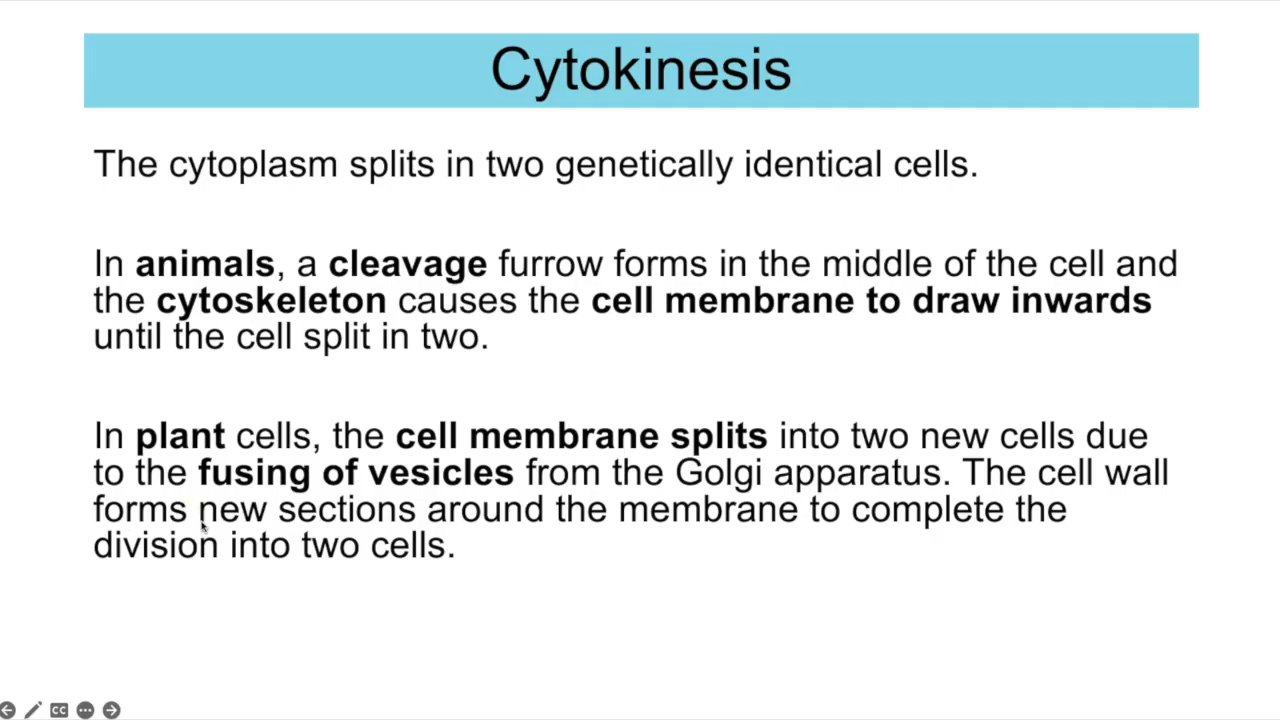 Cytokinesis
The cytoplasm splits in two genetically identical cells.
In animals, a cleavage furrow forms in the middle of the cell and
the cytoskeleton causes the cell membrane to draw inwards
until the cell split in two.
In plant cells, the cell membrane splits into two new cells due
to the fusing of vesicles from the Golgi apparatus. The cell wall
forms new sections around the membrane to complete the
division into two cells.
CC